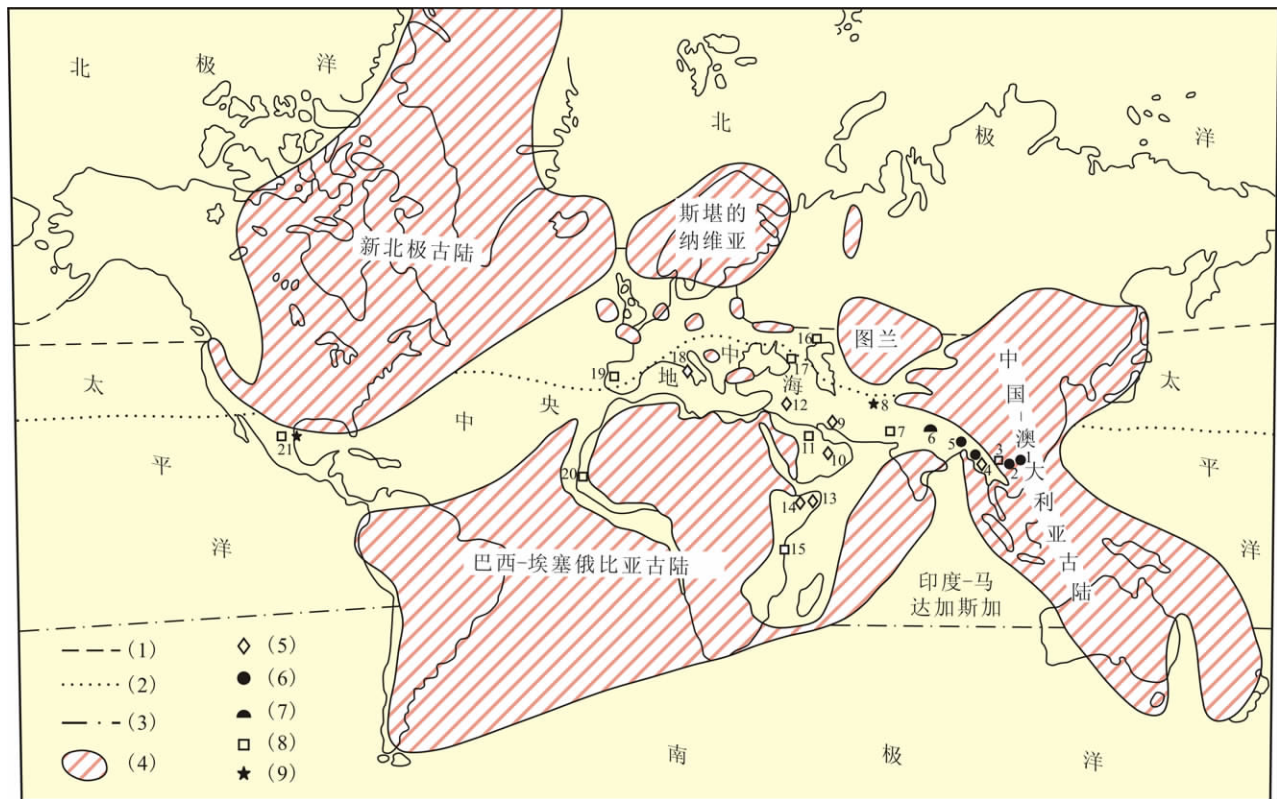 北极洋
北极洋
斯堪的
纳维亚
新北极古陆
图兰
中国-澳大利亚古陆
太平洋
太平洋
中央地中海
16
17
18
19
12
8
9
7
6
5
3
1
2
4
21
11
10
20
14
13
15
巴西-埃塞俄比亚古陆
印度-马
达加斯加
南极洋
(1)
(2)
(3)
(4)
(5)
(6)
(7)
(8)
(9)